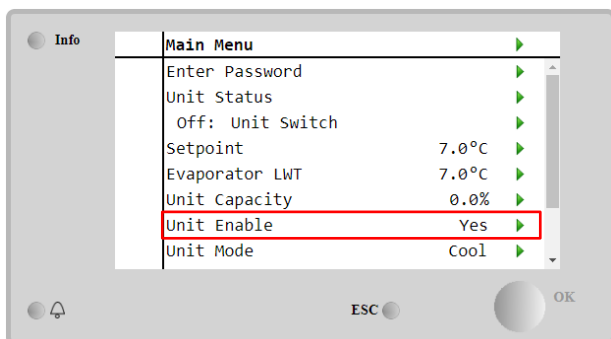 Info
Main Menu
Enter Password
Unit Status
Off: Unit Switch
Setpoint 7.0°C
Evaporator LWT 7.0°C
Unit Capacity 0.0%
Unit Enable Yes
Unit Mode Cool
ESC
OK